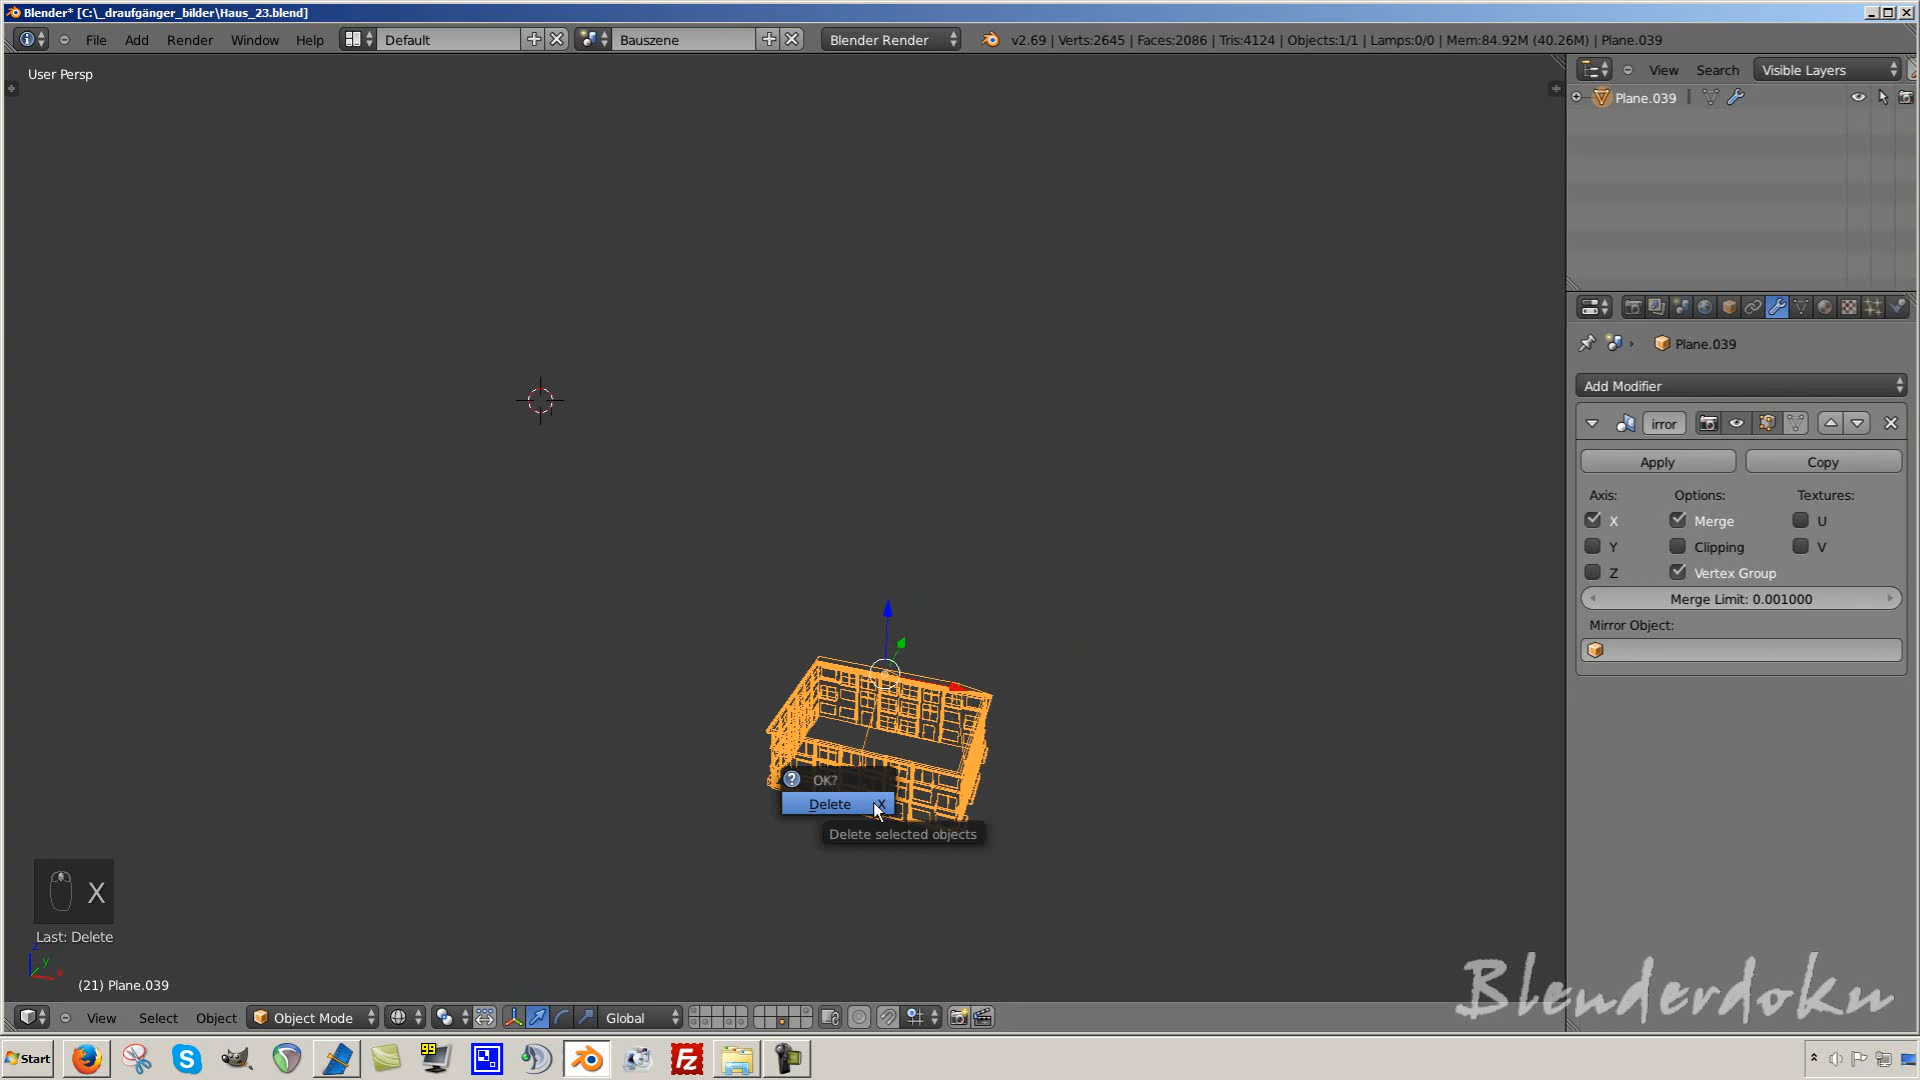 Blender* [C:\_draufgänger_bilder\Haus_23.blend]
File Add Render Window Help Default Bauszene Blender Render v2.69 | Verts:2645 | Faces:2086 | Tris:4124 | Objects:1/1 | Lamps:0/0 | Mem:84.92M (40.26M) | Plane.039
User Persp
View Search Visible Layers
Plane.039
Plane.039
Add Modifier
irror
Apply Copy
Axis: Options: Textures:
X Merge U
Y Clipping V
Z Vertex Group
Merge Limit: 0.001000
Mirror Object:
OK?
Delete X
Delete selected objects
X
Last: Delete
z
y
x
(21) Plane.039
Blenderdoku
View Select Object Object Mode Global
Start
99
Fz